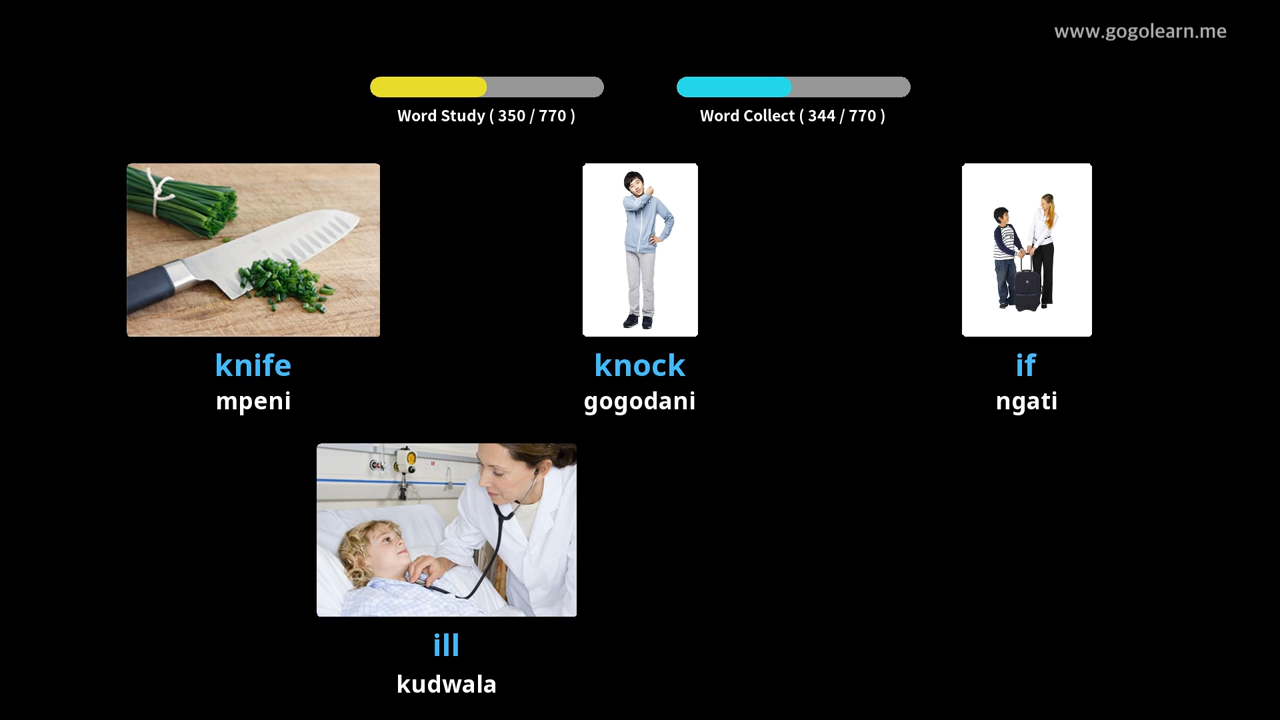 www.gogolearn.me
Word Study ( 350 / 770 )
Word Collect ( 344 / 770 )
knife
mpeni
knock
gogodani
if
ngati
ill
kudwala